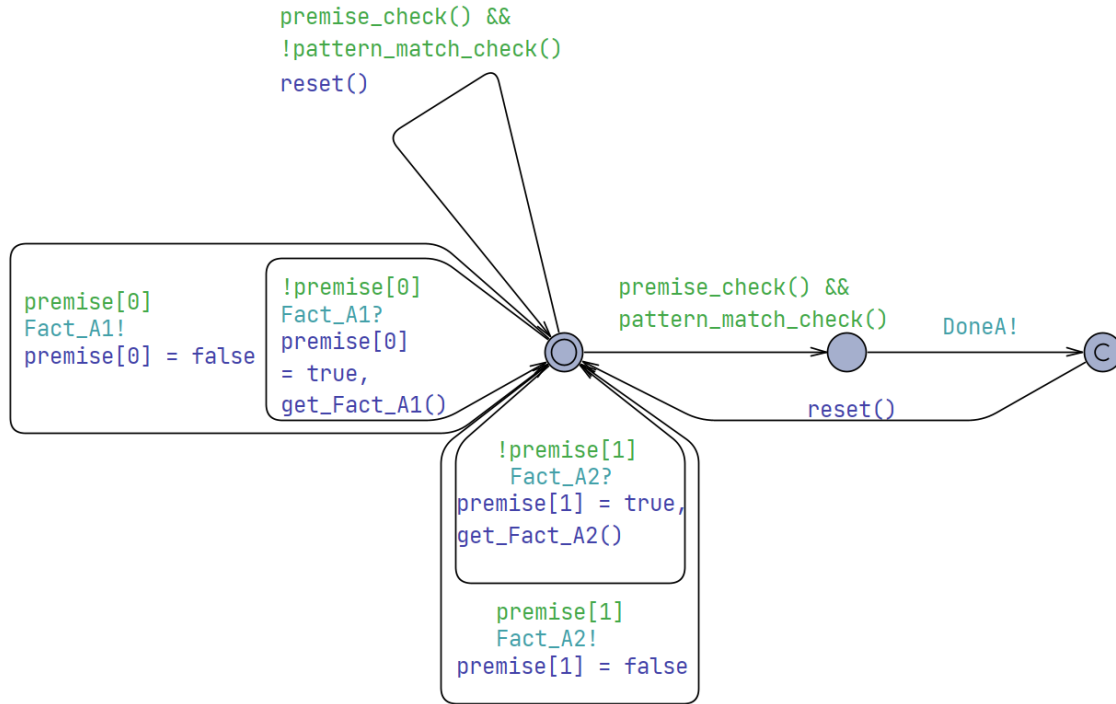 premise_check() &&
!pattern_match_check()
reset()
premise[0]
Fact_A1!
premise[0] = false
!premise[0]
Fact_A1?
premise[0]
= true,
get_Fact_A1()
premise_check() &&
pattern_match_check()
DoneA!
C
reset()
!premise[1]
Fact_A2?
premise[1] = true,
get_Fact_A2()
premise[1]
Fact_A2!
premise[1] = false